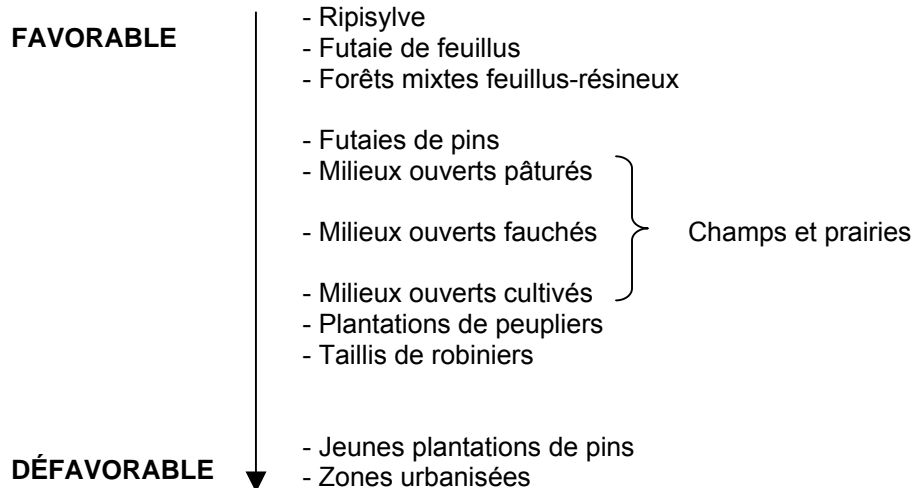 FAVORABLE
- Ripisylve
- Futaie de feuillus
- Forêts mixtes feuillus-résineux
- Futaies de pins
- Milieux ouverts pâturés
- Milieux ouverts fauchés
Champs et prairies
- Milieux ouverts cultivés
- Plantations de peupliers
- Taillis de robiniers
- Jeunes plantations de pins
DÉFAVORABLE
- Zones urbanisées